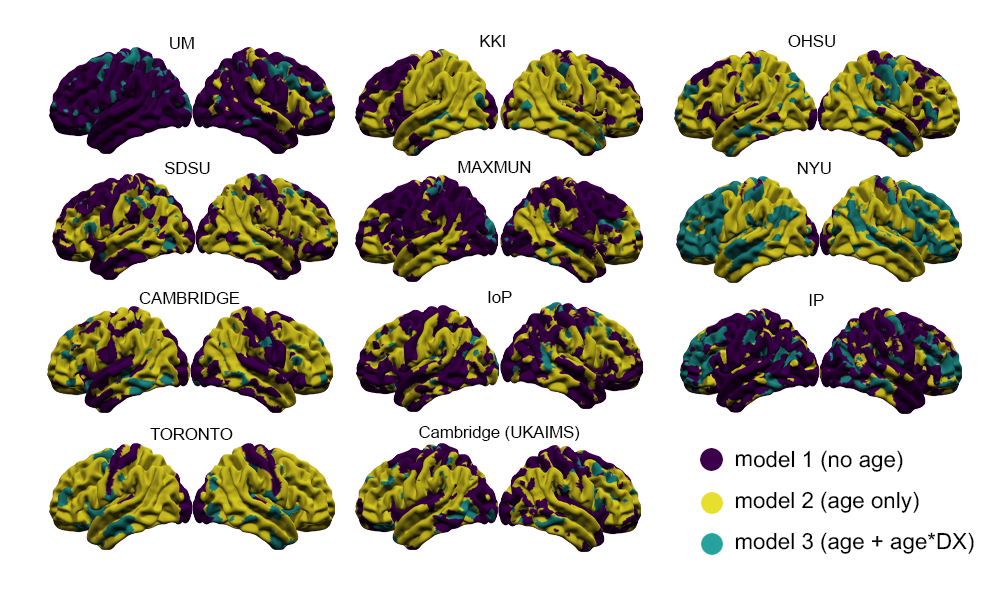 UM
KKI
OHSU
SDSU
MAXMUN
NYU
CAMBRIDGE
IoP
IP
TORONTO
Cambridge (UKAIMS)
model 1 (no age)
model 2 (age only)
model 3 (age + age*DX)